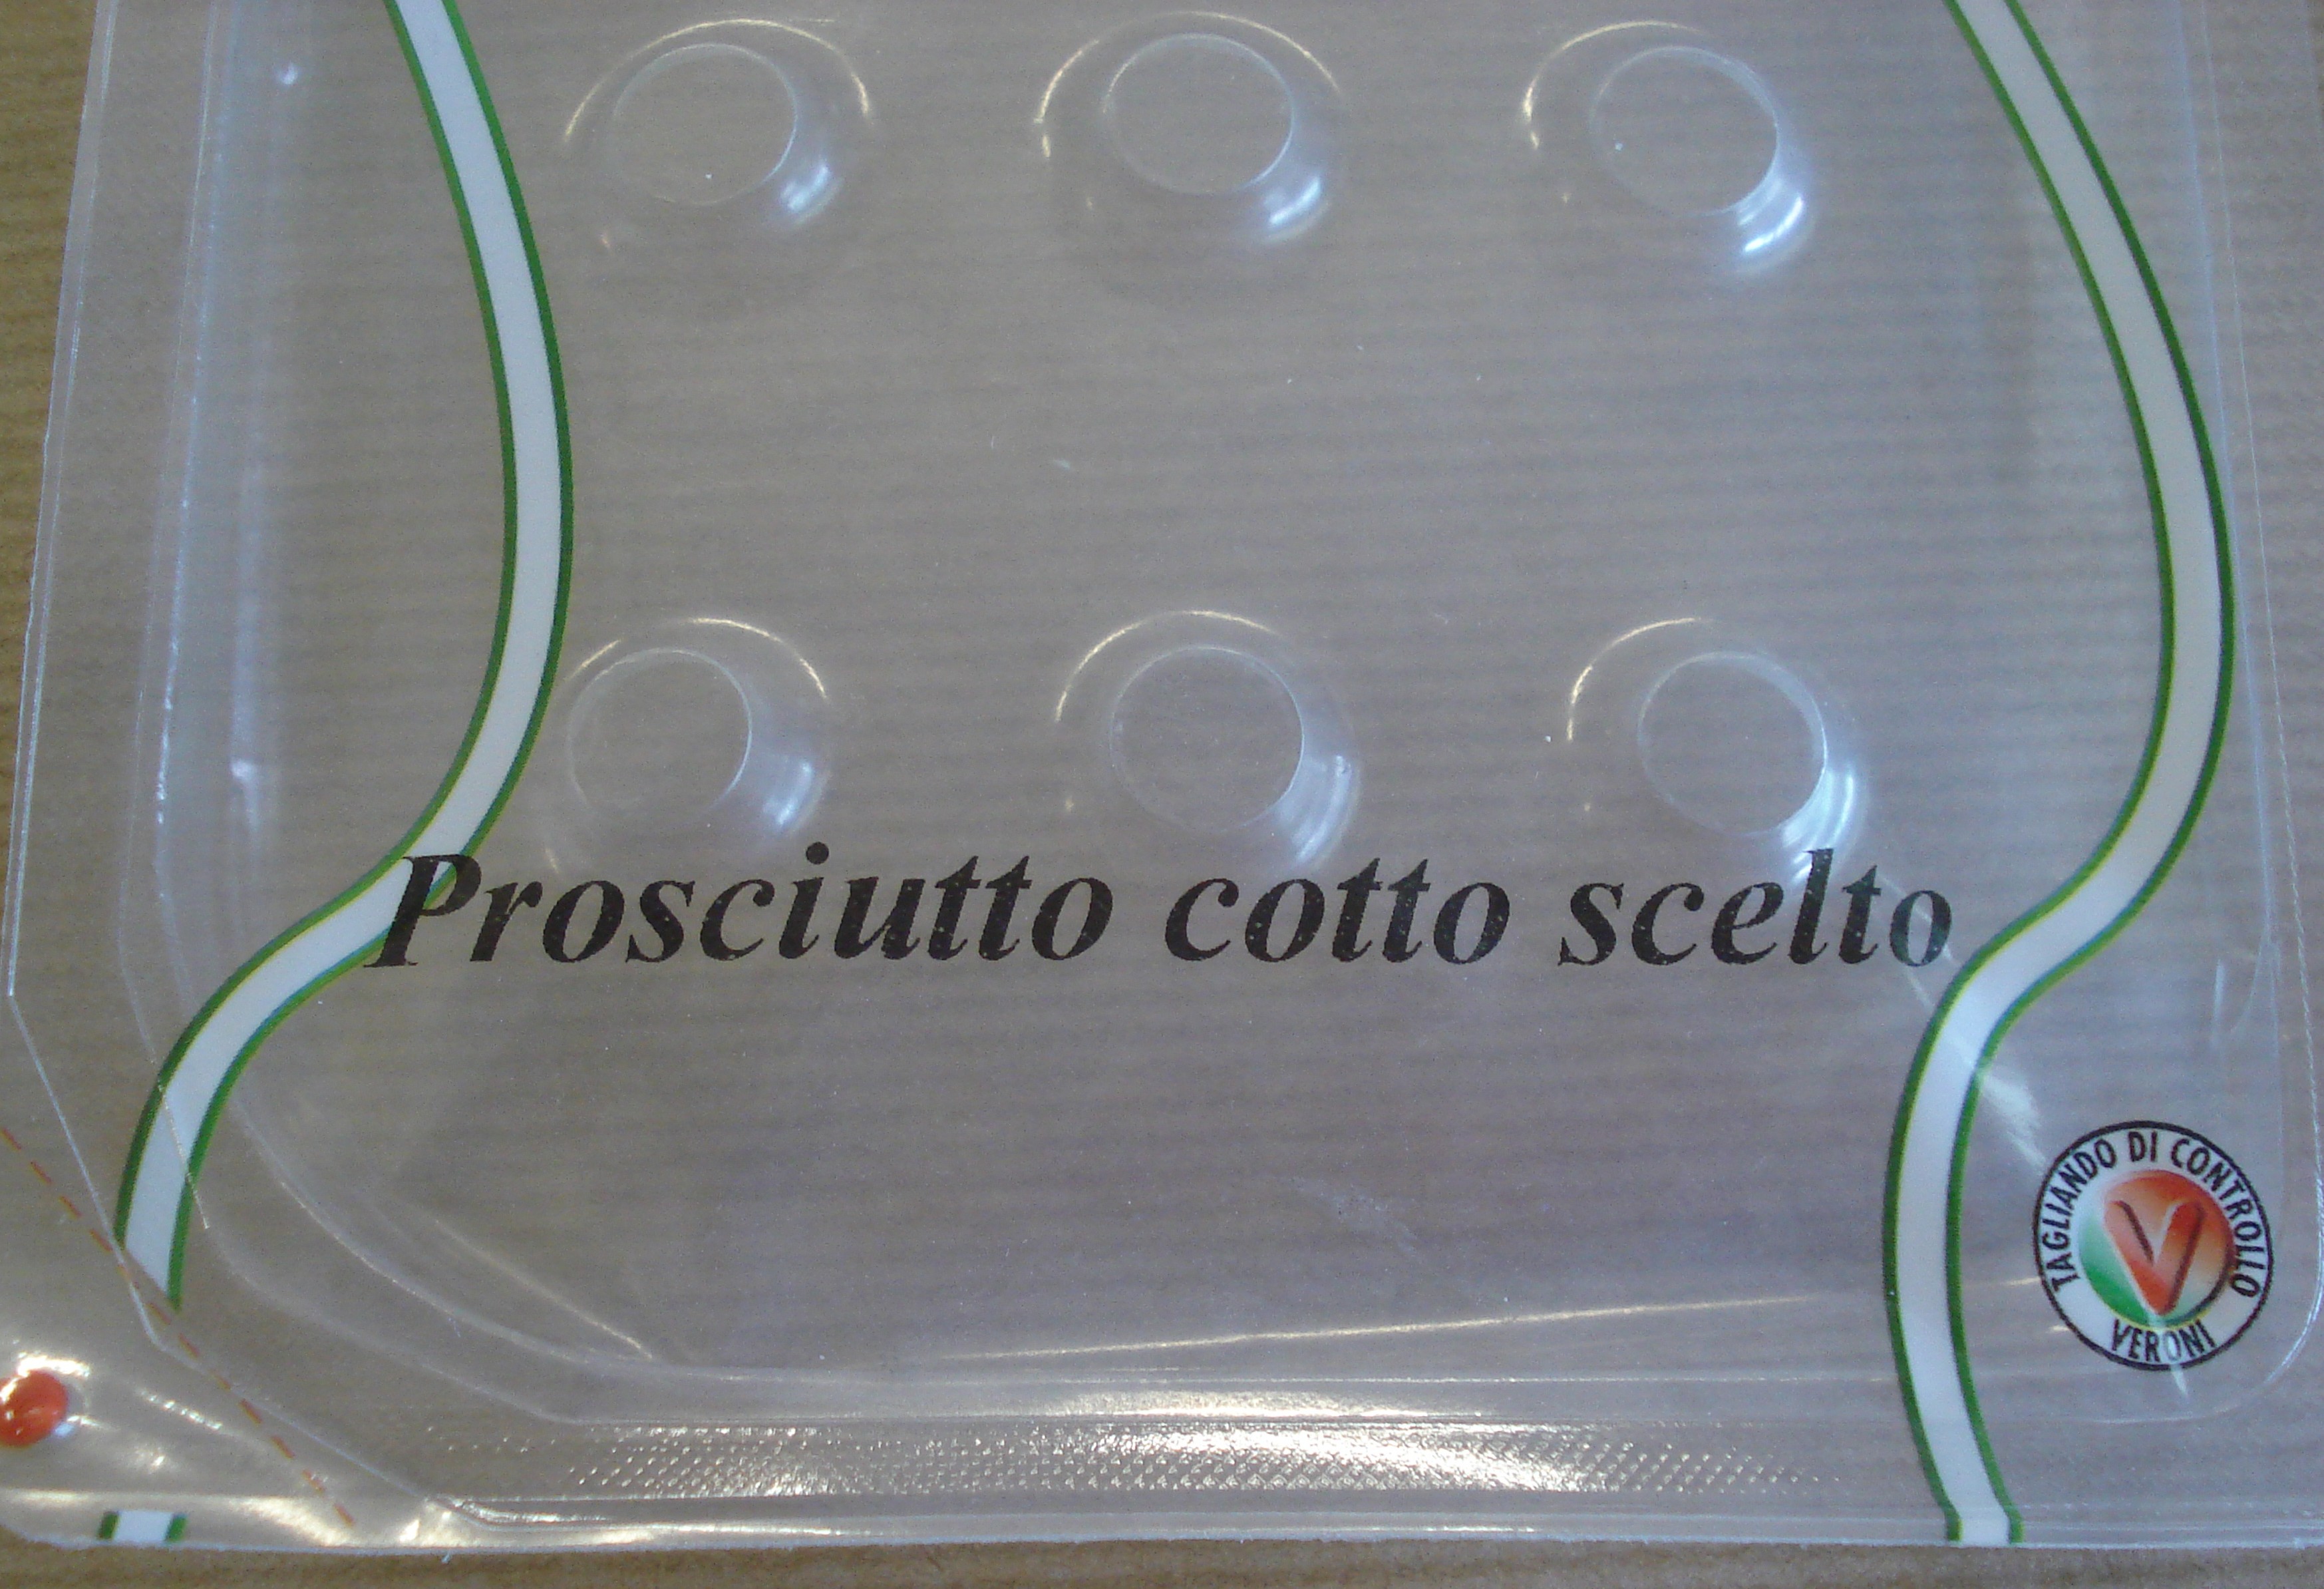 Prosciutto cotto scelto
TAGLIANDO DI CONTROLLO
V
VERONI